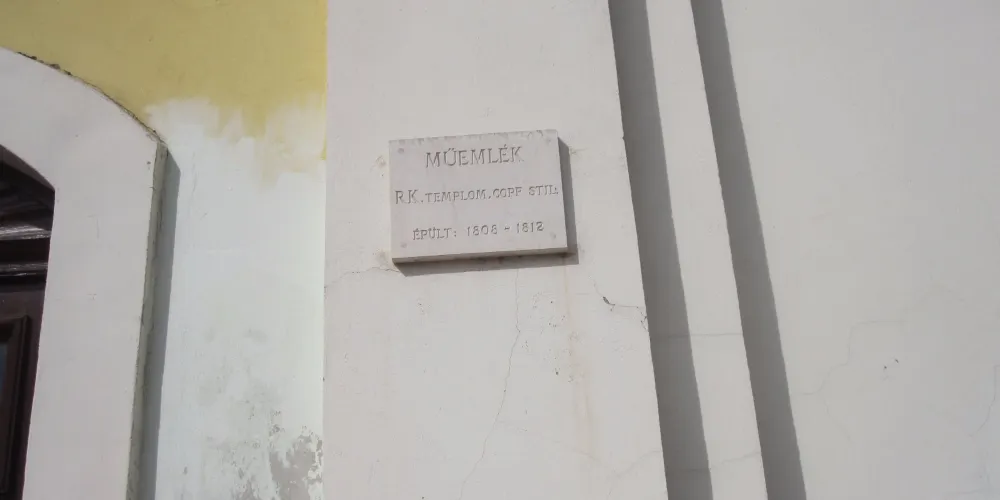 MŰEMLÉK
R.K.TEMPLOM.COPF STIL:
ÉPÜLT: 1808 - 1812